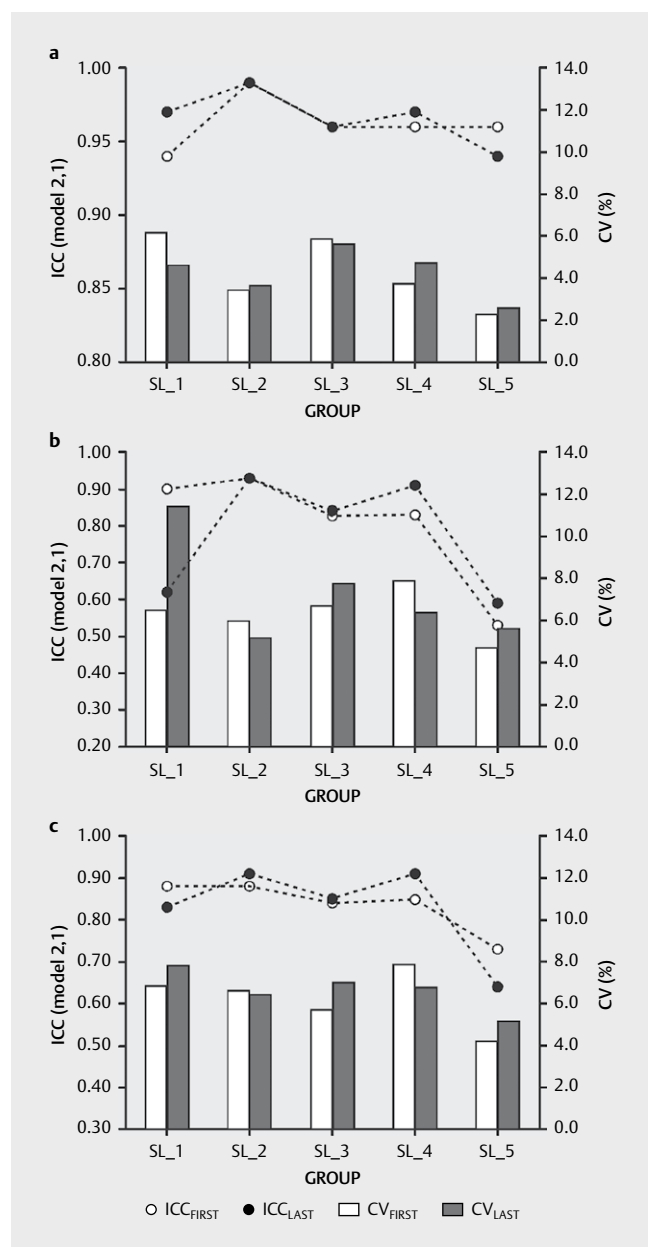 a
1.00 14.0
12.0
0.95
10.0
ICC (model 2,1) 0.90 8.0 CV (%)
6.0
0.85 4.0
2.0
0.80 0.0
SL_1 SL_2 SL_3 SL_4 SL_5
GROUP
b
1.00 14.0
0.90 12.0
0.80 10.0
0.70 8.0
ICC (model 2,1) 0.60 6.0 CV (%)
0.50 4.0
0.40
0.30 2.0
0.20 0.0
SL_1 SL_2 SL_3 SL_4 SL_5
GROUP
c
1.00 14.0
0.90 12.0
0.80 10.0
0.70 8.0
ICC (model 2,1) CV (%)
0.60 6.0
0.50 4.0
0.40 2.0
0.30 0.0
SL_1 SL_2 SL_3 SL_4 SL_5
GROUP
ICCFIRST ICCLAST CVFIRST CVLAST